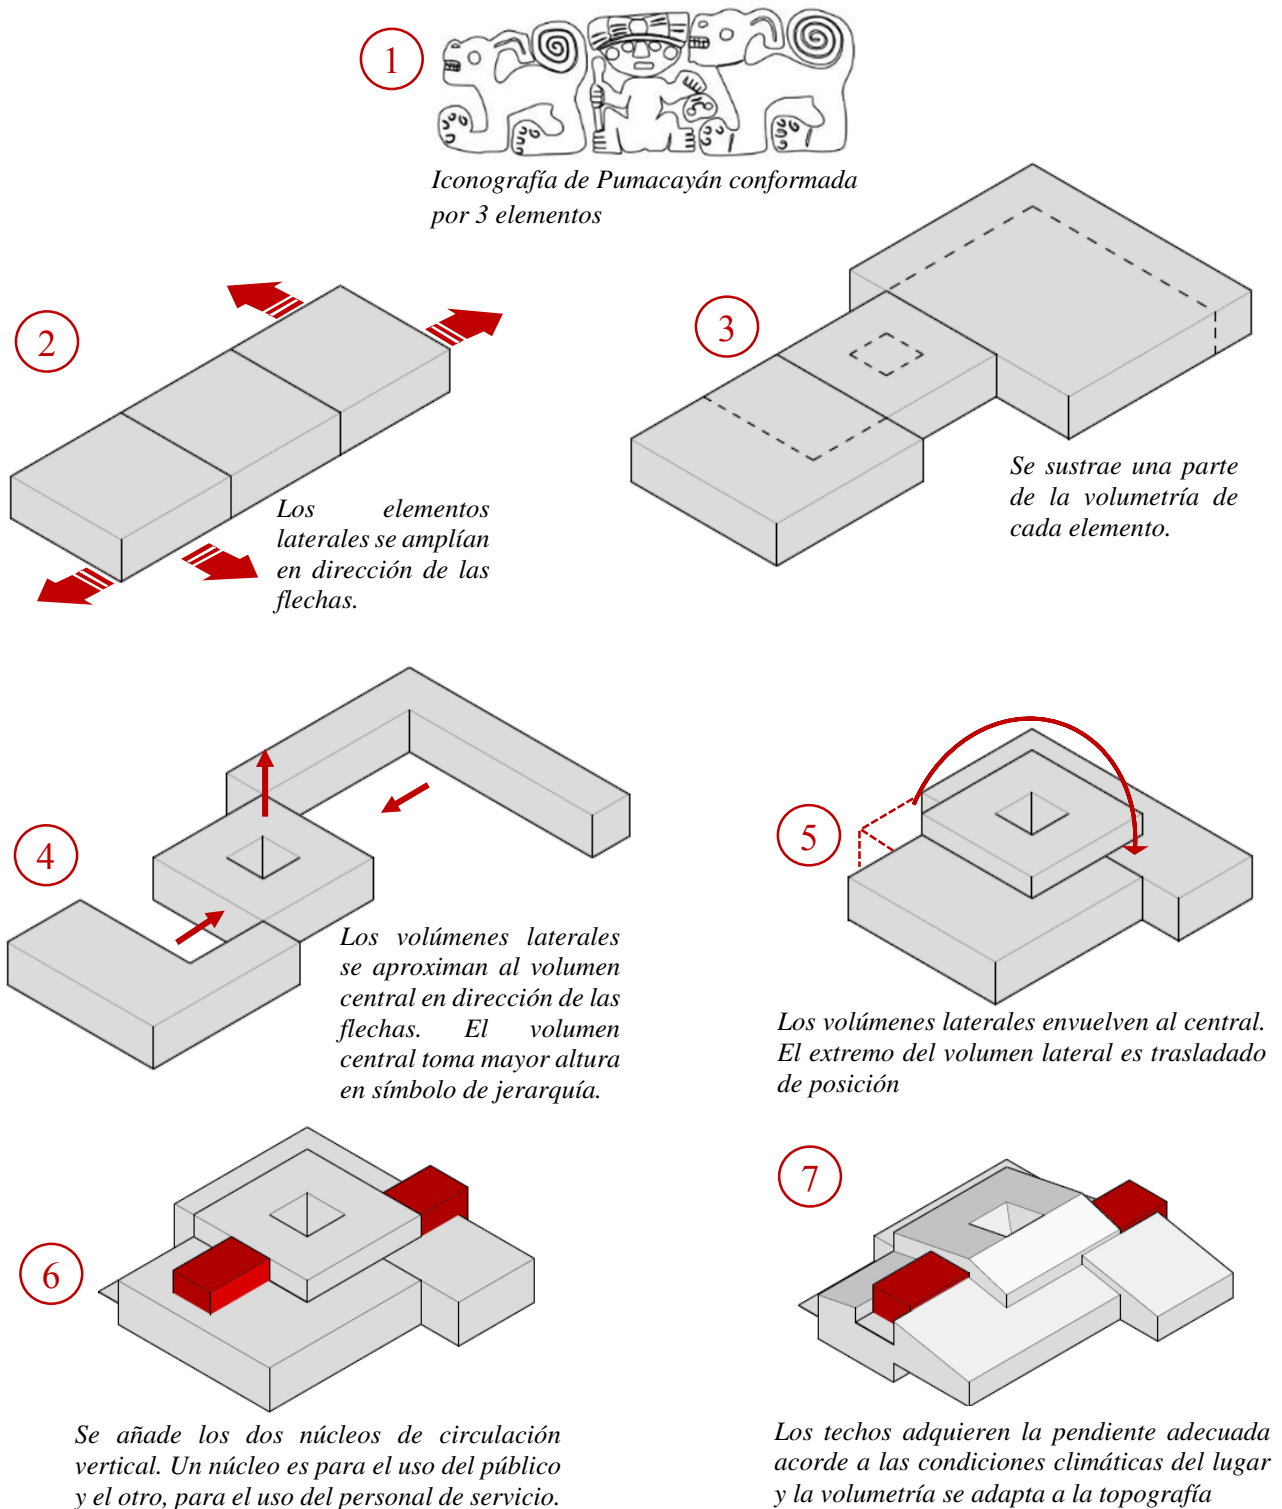 1
Iconografía de Pumacayán conformada
por 3 elementos
2
Los elementos
laterales se amplían
en dirección de las
flechas.
3
Se sustrae una parte
de la volumetría de
cada elemento.
4
Los volúmenes laterales
se aproximan al volumen
central en dirección de las
flechas. El volumen
central toma mayor altura
en símbolo de jerarquía.
5
Los volúmenes laterales envuelven al central.
El extremo del volumen lateral es trasladado
de posición
6
Se añade los dos núcleos de circulación
vertical. Un núcleo es para el uso del público
y el otro, para el uso del personal de servicio.
7
Los techos adquieren la pendiente adecuada
acorde a las condiciones climáticas del lugar
y la volumetría se adapta a la topografía